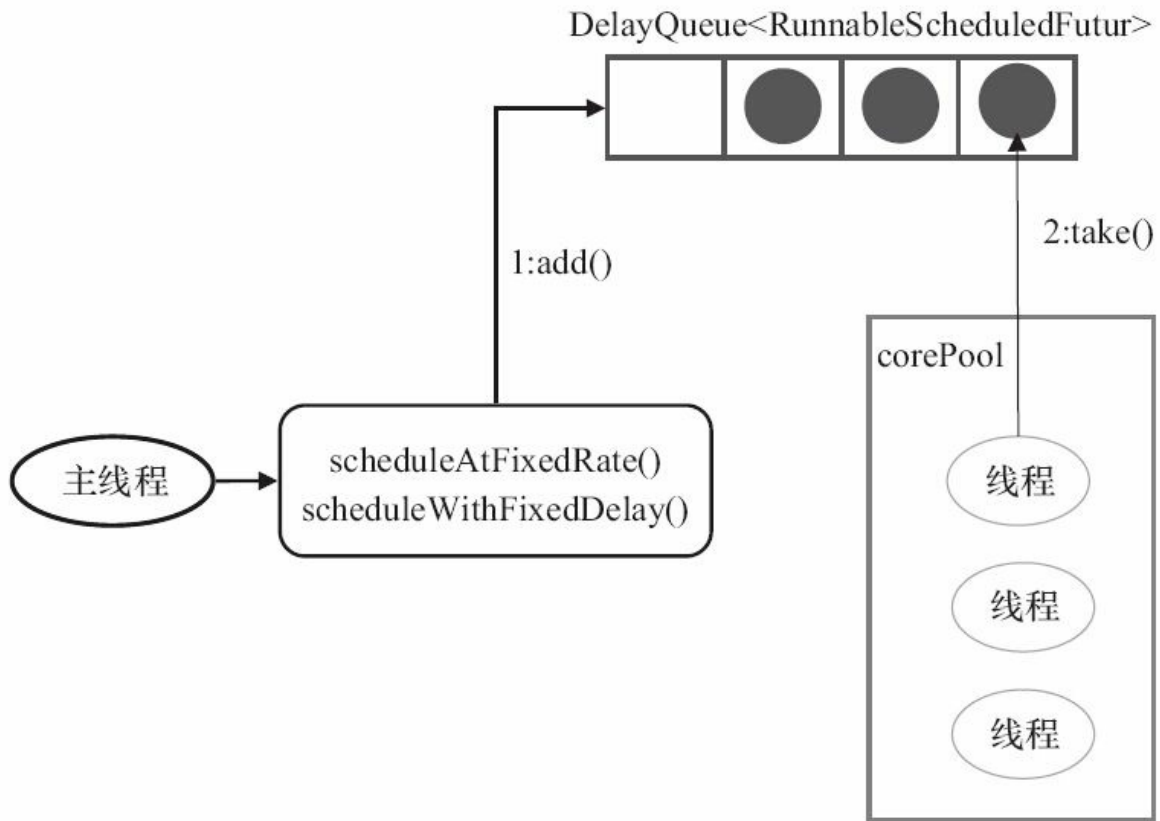 DelayQueue<RunnableScheduledFutur>
1:add()
2:take()
corePool
主线程
scheduleAtFixedRate()
scheduleWithFixedDelay()
线程
线程
线程